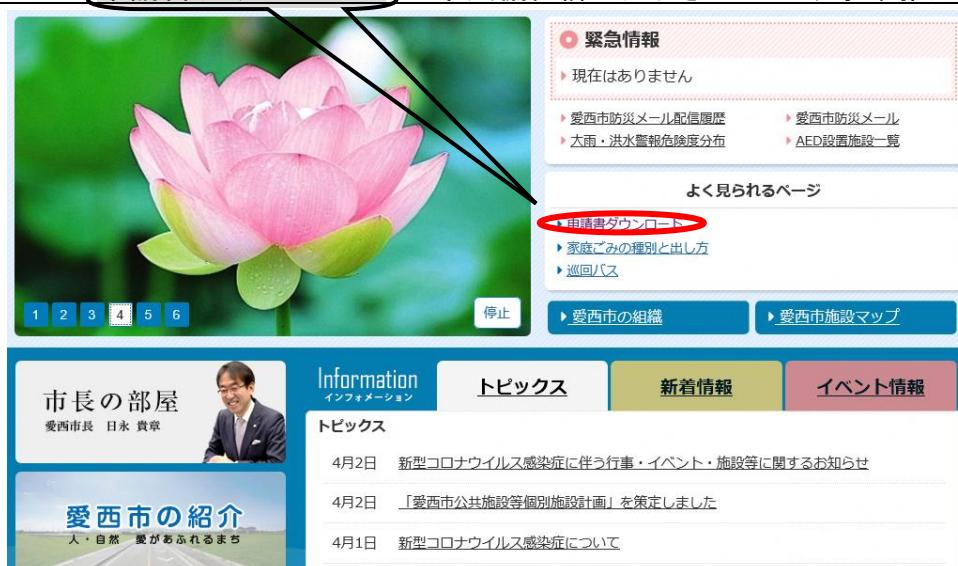 緊急情報
現在はありません
愛西市防災メール配信履歴
愛西市防災メール
大雨・洪水警報危険度分布
AED設置施設一覧
よく見られるページ
申請書ダウンロード
家庭ごみの種別と出し方
巡回バス
1 2 3 4 5 6
停止
愛西市の組織
愛西市施設マップ
市長の部屋
愛西市長 日永 貴章
Information
インフォメーション
トピックス
新着情報
イベント情報
トピックス
4月2日 新型コロナウイルス感染症に伴う行事・イベント・施設等に関するお知らせ
4月2日 「愛西市公共施設等個別施設計画」を策定しました
4月1日 新型コロナウイルス感染症について
愛西市の紹介
人・自然 愛があふれるまち